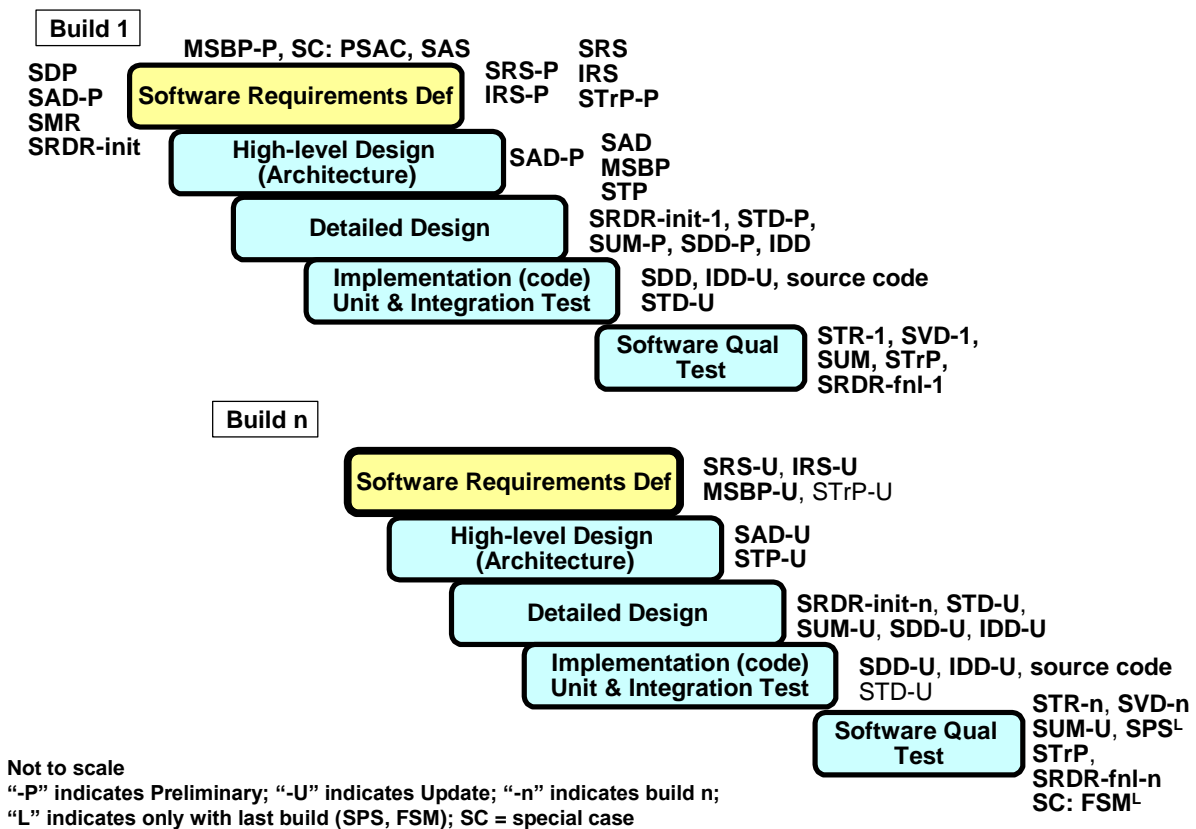 Build 1
MSBP-P, SC: PSAC, SAS
SDP
SAD-P
SMR
SRDR-init
Software Requirements Def
SRS-P
IRS-P
SRS
IRS
STrP-P
High-level Design
(Architecture)
SAD-P
SAD
MSBP
STP
Detailed Design
SRDR-init-1, STD-P,
SUM-P, SDD-P, IDD
Implementation (code)
Unit & Integration Test
SDD, IDD-U, source code
STD-U
Software Qual
Test
STR-1, SVD-1,
SUM, STrP,
SRDR-fnl-1
Build n
Software Requirements Def
SRS-U, IRS-U
MSBP-U, STrP-U
High-level Design
(Architecture)
SAD-U
STP-U
Detailed Design
SRDR-init-n, STD-U,
SUM-U, SDD-U, IDD-U
Implementation (code)
Unit & Integration Test
SDD-U, IDD-U, source code
STD-U
Software Qual
Test
STR-n, SVD-n
SUM-U, SPSᴸ
STrP,
SRDR-fnl-n
SC: FSMᴸ
Not to scale
“-P” indicates Preliminary; “-U” indicates Update; “-n” indicates build n;
“L” indicates only with last build (SPS, FSM); SC = special case